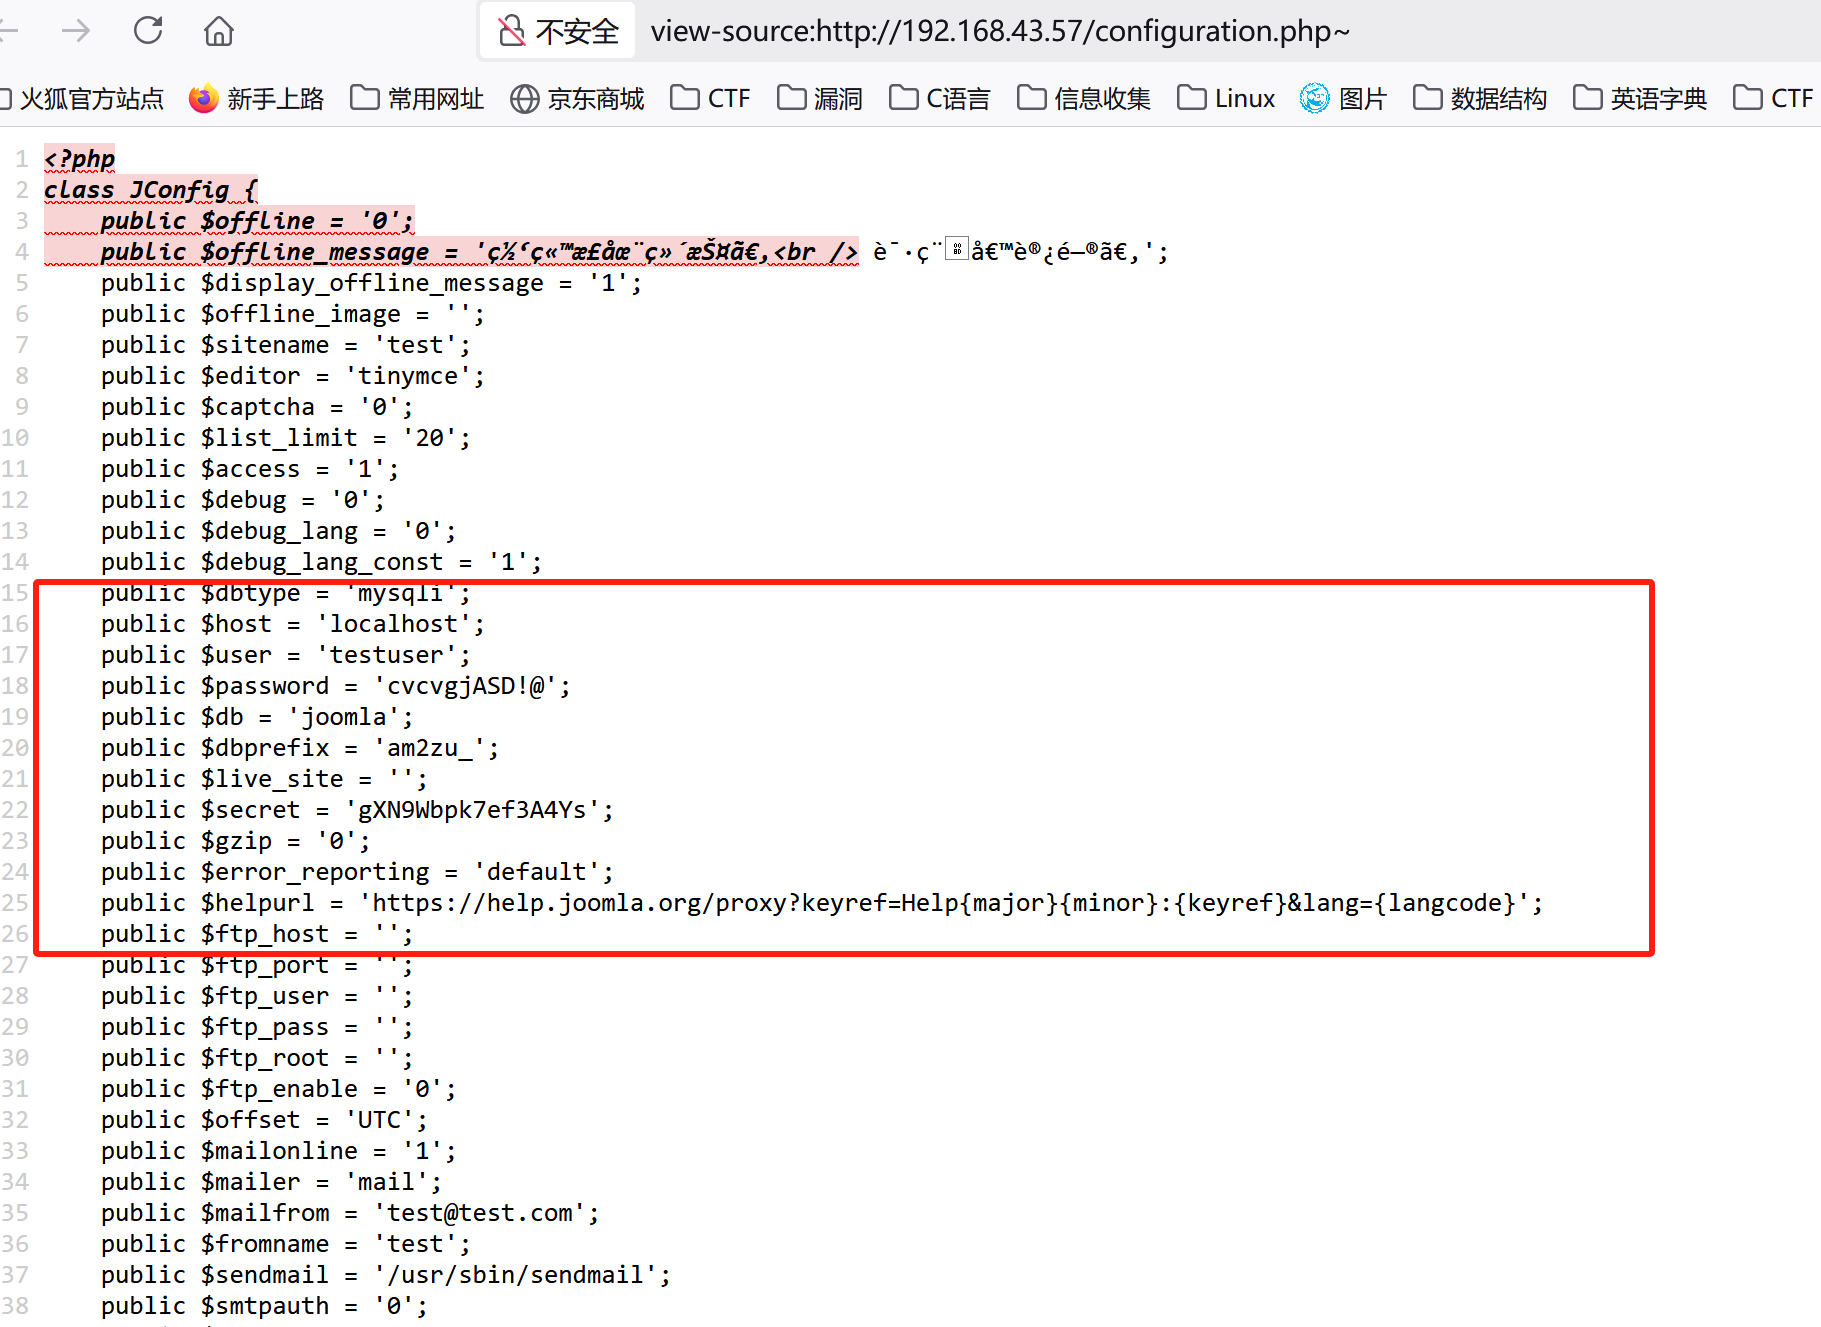 不安全 view-source:http://192.168.43.57/configuration.php~
火狐官方站点 新手上路 常用网址 京东商城 CTF 漏洞 C语言 信息收集 Linux 图片 数据结构 英语字典 CTF
1 <?php
2 class JConfig {
3 public $offline = '0';
4 public $offline_message = 'ç½‘ç«™æ£åœ¨ç»´æŠ¤ã€‚<br /> è¯·ç¨å€™è®¿é—®ã€‚';
5 public $display_offline_message = '1';
6 public $offline_image = '';
7 public $sitename = 'test';
8 public $editor = 'tinymce';
9 public $captcha = '0';
10 public $list_limit = '20';
11 public $access = '1';
12 public $debug = '0';
13 public $debug_lang = '0';
14 public $debug_lang_const = '1';
15 public $dbtype = 'mysqli';
16 public $host = 'localhost';
17 public $user = 'testuser';
18 public $password = 'cvcvgjASD!@';
19 public $db = 'joomla';
20 public $dbprefix = 'am2zu_';
21 public $live_site = '';
22 public $secret = 'gXN9Wbpk7ef3A4Ys';
23 public $gzip = '0';
24 public $error_reporting = 'default';
25 public $helpurl = 'https://help.joomla.org/proxy?keyref=Help{major}{minor}:{keyref}&lang={langcode}';
26 public $ftp_host = '';
27 public $ftp_port = '';
28 public $ftp_user = '';
29 public $ftp_pass = '';
30 public $ftp_root = '';
31 public $ftp_enable = '0';
32 public $offset = 'UTC';
33 public $mailonline = '1';
34 public $mailer = 'mail';
35 public $mailfrom = 'test@test.com';
36 public $fromname = 'test';
37 public $sendmail = '/usr/sbin/sendmail';
38 public $smtpauth = '0';